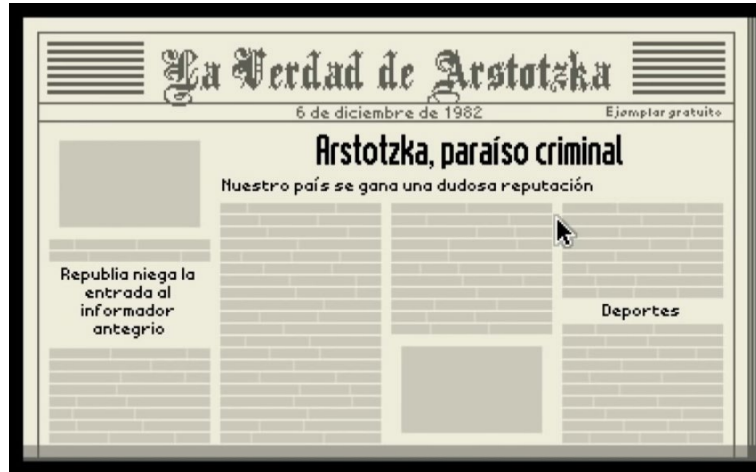 La Verdad de Arstotzka
6 de diciembre de 1982
Ejemplar gratuito
Arstotzka, paraíso criminal
Nuestro país se gana una dudosa reputación
Republia niega la
entrada al
informador
antegrio
Deportes